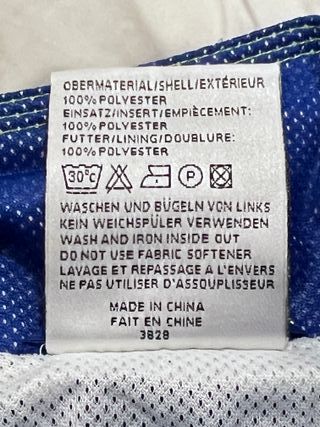 OBERMATERIAL/SHELL/EXTÉRIEUR
100% POLYESTER
EINSATZ/INSERT/EMPIÈCEMENT:
100% POLYESTER
FUTTER/LINING/DOUBLURE:
100% POLYESTER
30°C P
WASCHEN UND BÜGELN VON LINKS
KEIN WEICHSPÜLER VERWENDEN
WASH AND IRON INSIDE OUT
DO NOT USE FABRIC SOFTENER
LAVAGE ET REPASSAGE A L'ENVERS
NE PAS UTILISER D'ASSOUPLISSEUR
MADE IN CHINA
FAIT EN CHINE
3828